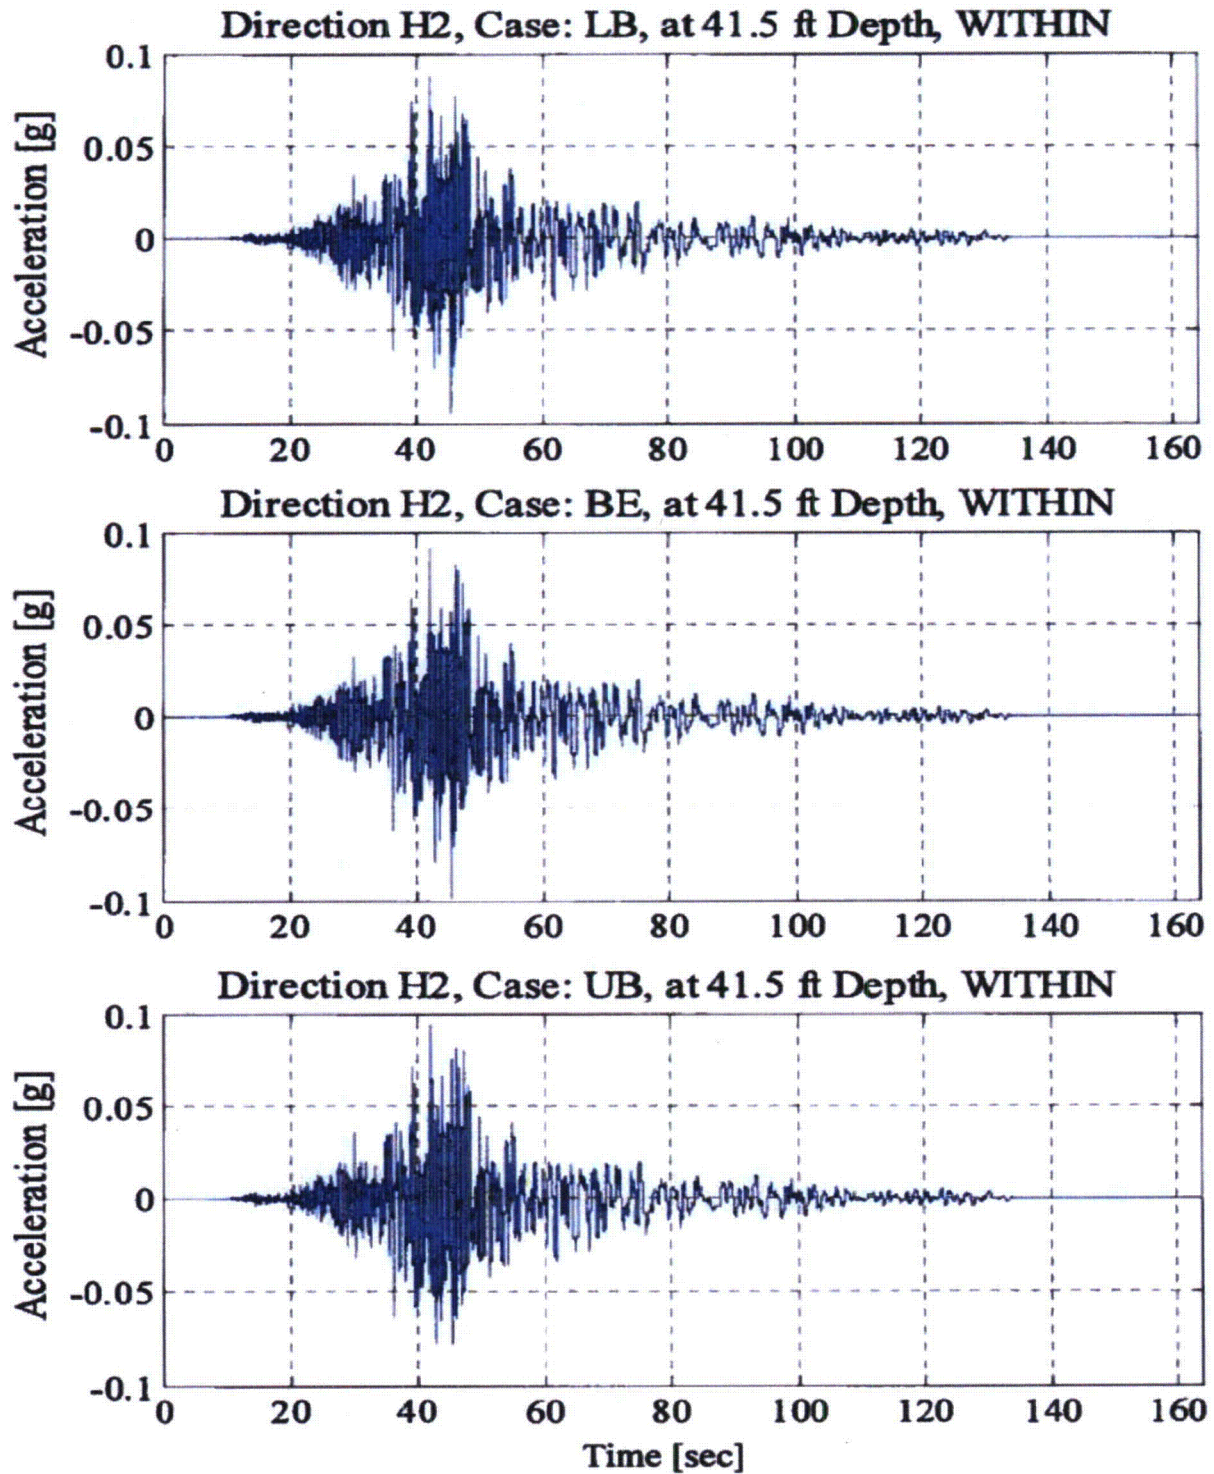 Direction H2, Case: LB, at 41.5 ft Depth, WITHIN
0.1
0.05
0
-0.05
-0.1
Acceleration [g]
0 20 40 60 80 100 120 140 160
Direction H2, Case: BE, at 41.5 ft Depth, WITHIN
0.1
0.05
0
-0.05
-0.1
Acceleration [g]
0 20 40 60 80 100 120 140 160
Direction H2, Case: UB, at 41.5 ft Depth, WITHIN
0.1
0.05
0
-0.05
-0.1
Acceleration [g]
0 20 40 60 80 100 120 140 160
Time [sec]